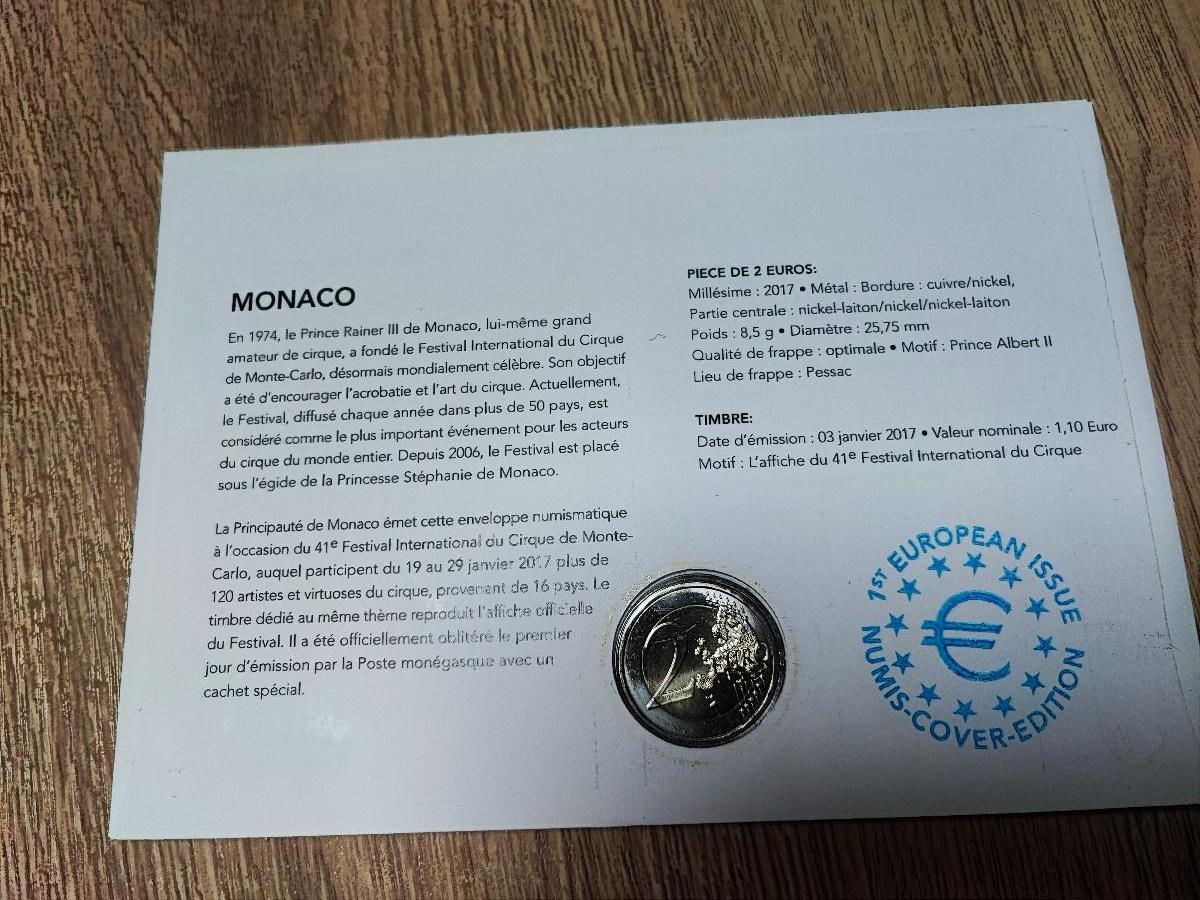 MONACO
En 1974, le Prince Rainer III de Monaco, lui-même grand
amateur de cirque, a fondé le Festival International du Cirque
de Monte-Carlo, désormais mondialement célèbre. Son objectif
a été d'encourager l'acrobatie et l'art du cirque. Actuellement,
le Festival, diffusé chaque année dans plus de 50 pays, est
considéré comme le plus important événement pour les acteurs
du cirque du monde entier. Depuis 2006, le Festival est placé
sous l'égide de la Princesse Stéphanie de Monaco.
La Principauté de Monaco émet cette enveloppe numismatique
à l'occasion du 41e Festival International du Cirque de Monte-
Carlo, auquel participent du 19 au 29 janvier 2017 plus de
120 artistes et virtuoses du cirque, provenant de 16 pays. Le
timbre dédié au même thème reproduit l'affiche officielle
du Festival. Il a été officiellement oblitéré le premier
jour d'émission par la Poste monégasque avec un
cachet spécial.
PIECE DE 2 EUROS:
Millésime : 2017 • Métal : Bordure : cuivre/nickel,
Partie centrale : nickel-laiton/nickel/nickel-laiton
Poids : 8,5 g • Diamètre : 25,75 mm
Qualité de frappe : optimale • Motif : Prince Albert II
Lieu de frappe : Pessac
TIMBRE:
Date d'émission : 03 janvier 2017 • Valeur nominale : 1,10 Euro
Motif : L'affiche du 41e Festival International du Cirque
2
1ST EUROPEAN ISSUE
€
NUMIS-COVER-EDITION